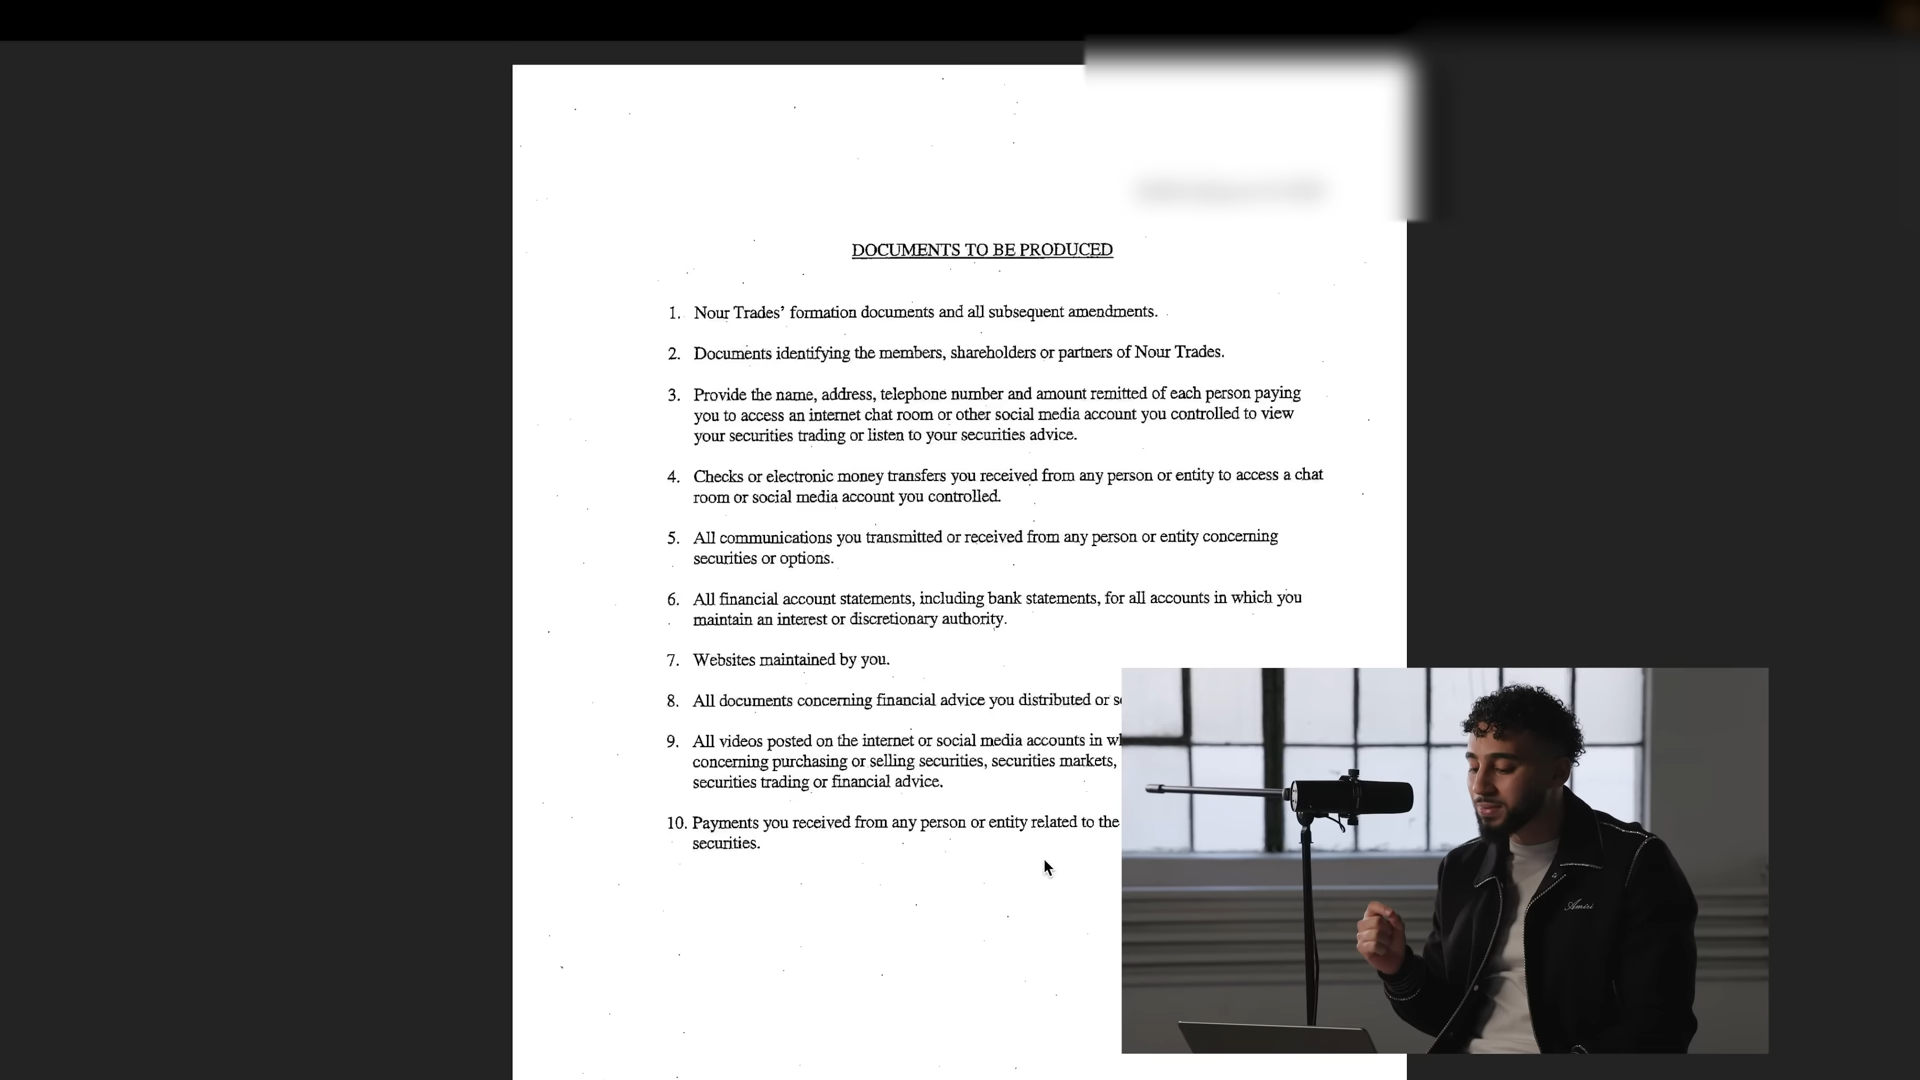 DOCUMENTS TO BE PRODUCED
1. Nour Trades' formation documents and all subsequent amendments.
2. Documents identifying the members, shareholders or partners of Nour Trades.
3. Provide the name, address, telephone number and amount remitted of each person paying
you to access an internet chat room or other social media account you controlled to view
your securities trading or listen to your securities advice.
4. Checks or electronic money transfers you received from any person or entity to access a chat
room or social media account you controlled.
5. All communications you transmitted or received from any person or entity concerning
securities or options.
6. All financial account statements, including bank statements, for all accounts in which you
maintain an interest or discretionary authority.
7. Websites maintained by you.
8. All documents concerning financial advice you distributed or
9. All videos posted on the internet or social media accounts in
concerning purchasing or selling securities, securities markets,
securities trading or financial advice.
10. Payments you received from any person or entity related to the
securities.
Amiri